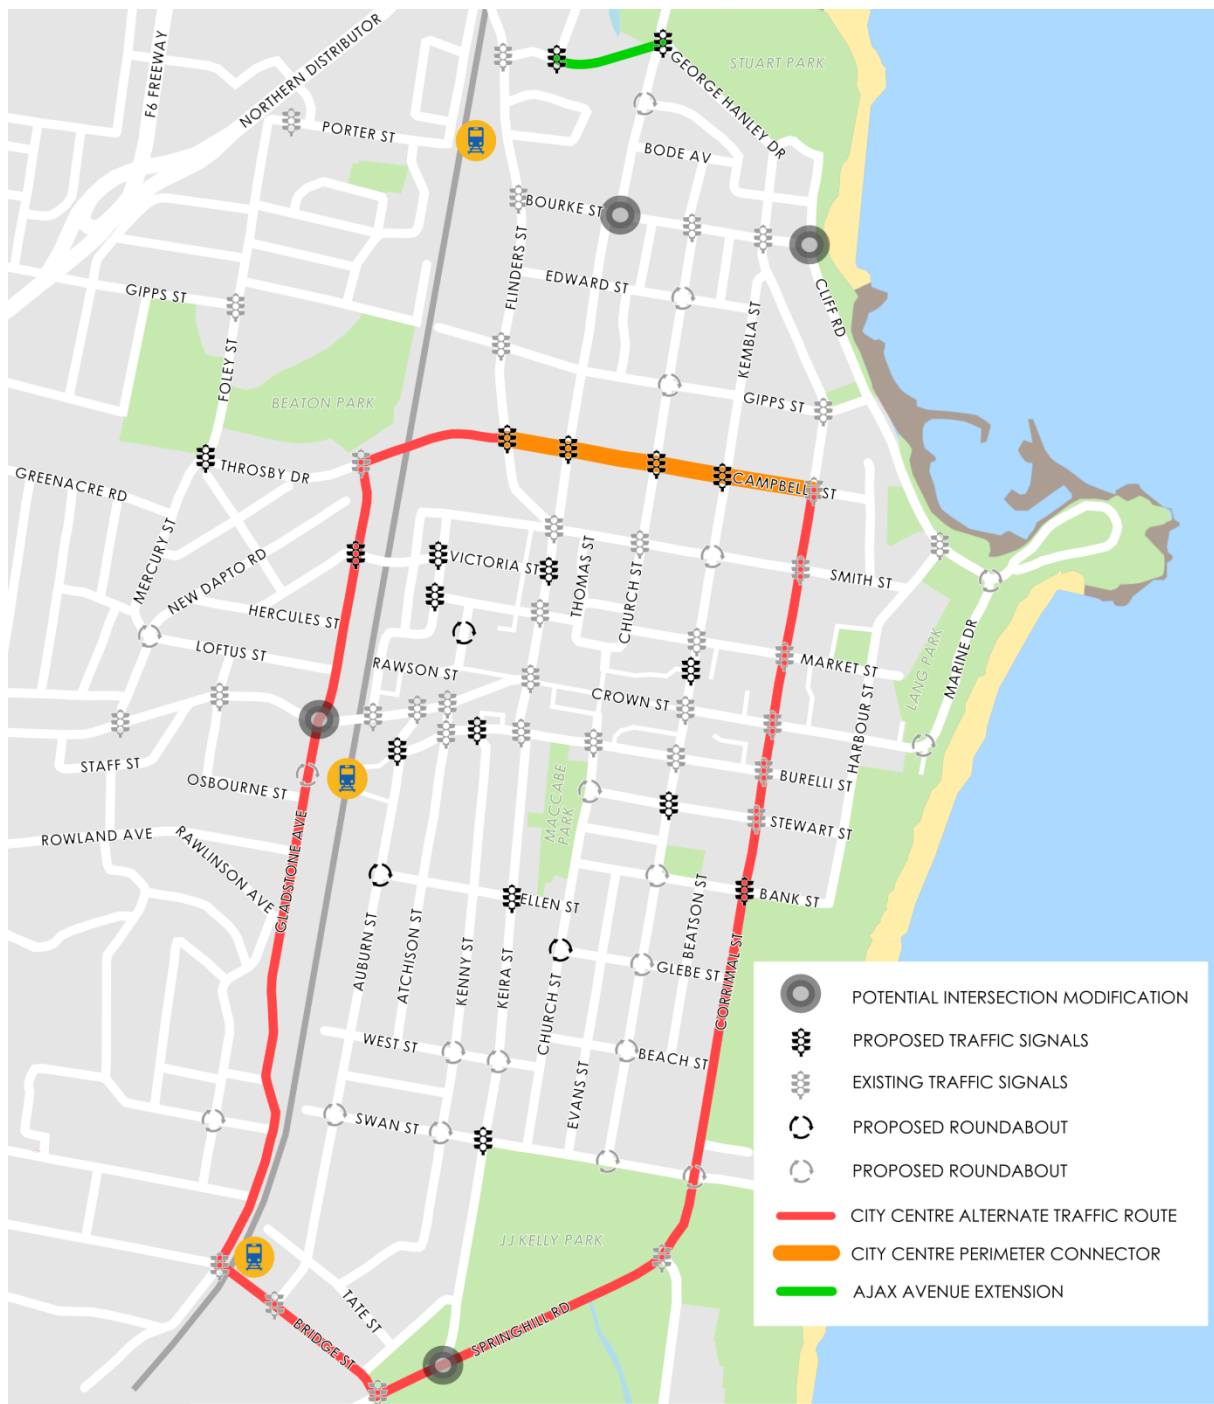 STUART PARK
F6 FREEWAY
NORTHERN DISTRIBUTOR
GEORGE HANLEY DR
PORTER ST
BODE AV
BOURKE ST
FLINDERS ST
EDWARD ST
GIPPS ST
CLIFF RD
KEMBLA ST
FOLEY ST
BEATON PARK
GIPPS ST
THROSBY DR
GREENACRE RD
CAMPBELL ST
MERCURY ST
VICTORIA ST
THOMAS ST
CHURCH ST
SMITH ST
NEW DAPTO RD
HERCULES ST
LOFTUS ST
RAWSON ST
MARKET ST
LANG PARK
MARINE DR
CROWN ST
HARBOUR ST
STAFF ST
OSBOURNE ST
BURELLI ST
MACCABE
PARK
STEWART ST
ROWLAND AVE
RAWLINSON AVE
GLADSTONE AVE
ELLEN ST
BANK ST
AUBURN ST
ATCHISON ST
KENNY ST
KEIRA ST
BEATSON ST
GLEBE ST
CORRIMAL ST
CHURCH ST
WEST ST
BEACH ST
EVANS ST
SWAN ST
JJ KELLY PARK
TATE ST
BRIDGE ST
SPRINGHILL RD
POTENTIAL INTERSECTION MODIFICATION
PROPOSED TRAFFIC SIGNALS
EXISTING TRAFFIC SIGNALS
PROPOSED ROUNDABOUT
PROPOSED ROUNDABOUT
CITY CENTRE ALTERNATE TRAFFIC ROUTE
CITY CENTRE PERIMETER CONNECTOR
AJAX AVENUE EXTENSION